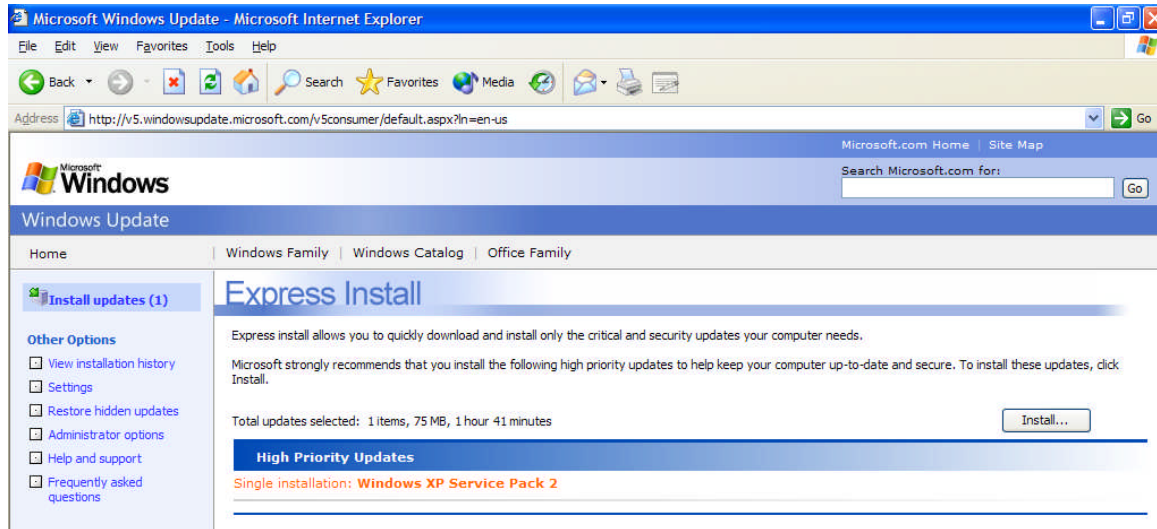 Microsoft Windows Update - Microsoft Internet Explorer
File Edit View Favorites Tools Help
Back Search Favorites Media
Address http://v5.windowsupdate.microsoft.com/v5consumer/default.aspx?ln=en-us Go
Microsoft.com Home | Site Map
Microsoft Windows
Search Microsoft.com for:
Go
Windows Update
Home | Windows Family | Windows Catalog | Office Family
Install updates (1)
Other Options
View installation history
Settings
Restore hidden updates
Administrator options
Help and support
Frequently asked
questions
Express Install
Express install allows you to quickly download and install only the critical and security updates your computer needs.
Microsoft strongly recommends that you install the following high priority updates to help keep your computer up-to-date and secure. To install these updates, click
Install.
Total updates selected: 1 items, 75 MB, 1 hour 41 minutes
Install...
High Priority Updates
Single installation: Windows XP Service Pack 2